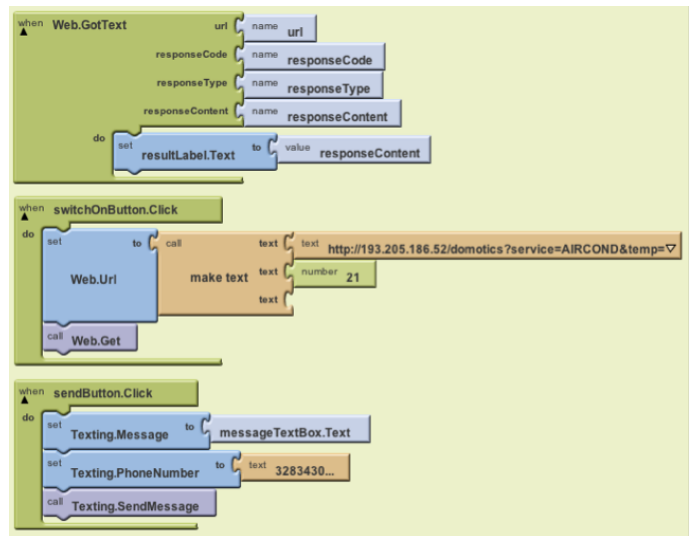 when Web.GotText url name url
responseCode name responseCode
responseType name responseType
responseContent name responseContent
do set resultLabel.Text to value responseContent
when switchOnButton.Click
do set Web.Url to call make text text text http://193.205.186.52/domotics?service=AIRCOND&temp=
text number 21
text
call Web.Get
when sendButton.Click
do set Texting.Message to messageTextBox.Text
set Texting.PhoneNumber to text 3283430...
call Texting.SendMessage